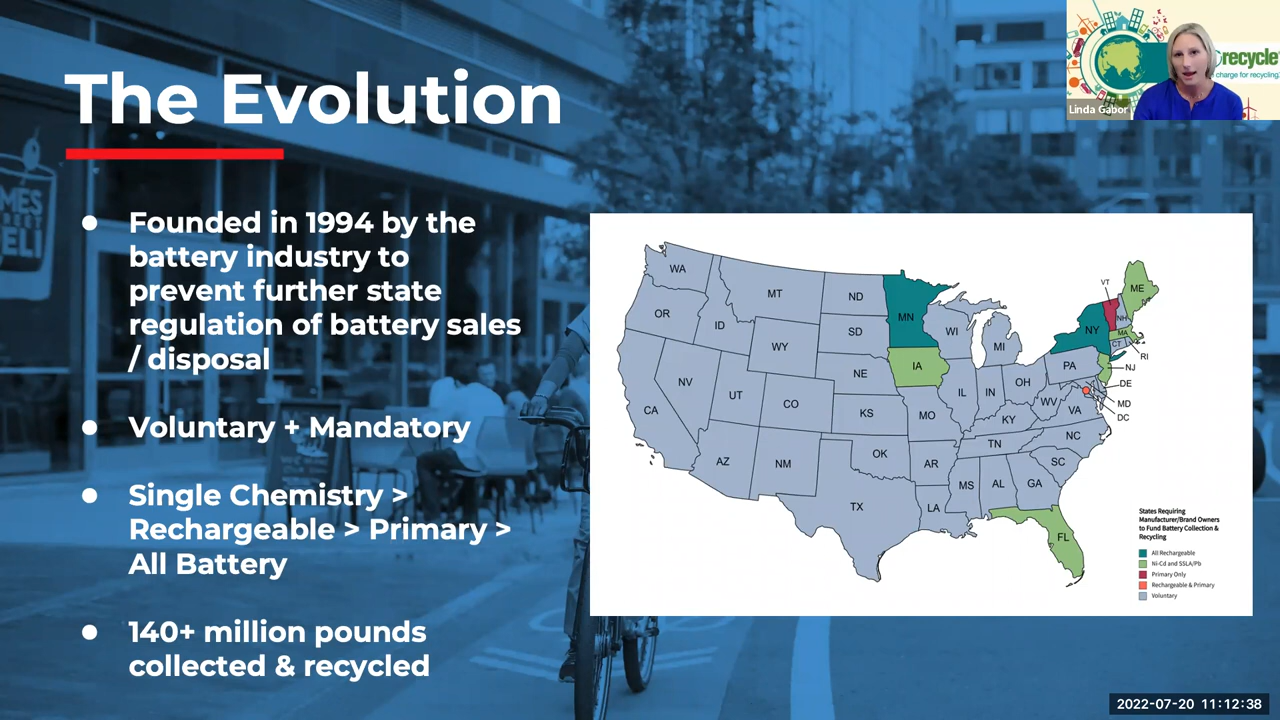 The Evolution
recycle
charge for recycling.
Linda Gabor
Founded in 1994 by the
battery industry to
prevent further state
regulation of battery sales
/ disposal
Voluntary + Mandatory
Single Chemistry >
Rechargeable > Primary >
All Battery
140+ million pounds
collected & recycled
WA
MT
ND
MN
VT
ME
OR
ID
SD
WI
NY
NH
MA
WY
MI
CT
RI
NE
IA
PA
NJ
NV
UT
CO
IL
IN
OH
DE
CA
KS
MO
WV
VA
MD
KY
DC
AZ
NM
OK
AR
TN
NC
SC
TX
LA
MS
AL
GA
FL
States Requiring
Manufacturer/Brand Owners
to Fund Battery Collection &
Recycling
All Rechargeable
Ni-Cd and SSLA/Pb
Primary Only
Rechargeable & Primary
Voluntary
2022-07-20 11:12:38